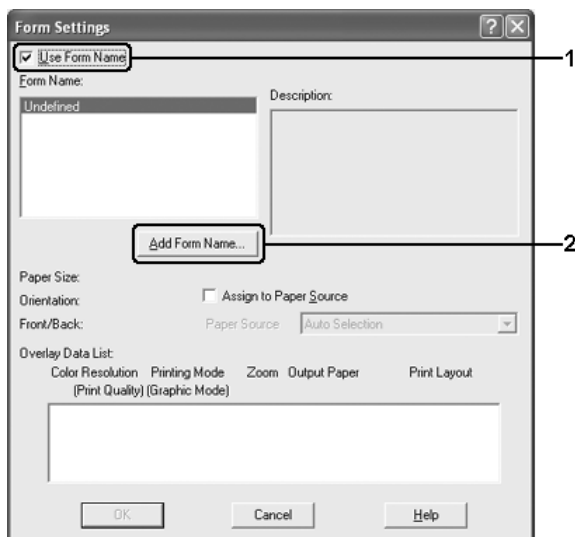 Form Settings
Use Form Name
1
Form Name:
Description:
Undefined
Add Form Name...
2
Paper Size:
Orientation:
Assign to Paper Source
Front/Back:
Paper Source
Auto Selection
Overlay Data List:
Color Resolution Printing Mode Zoom Output Paper Print Layout
(Print Quality) (Graphic Mode)
OK
Cancel
Help